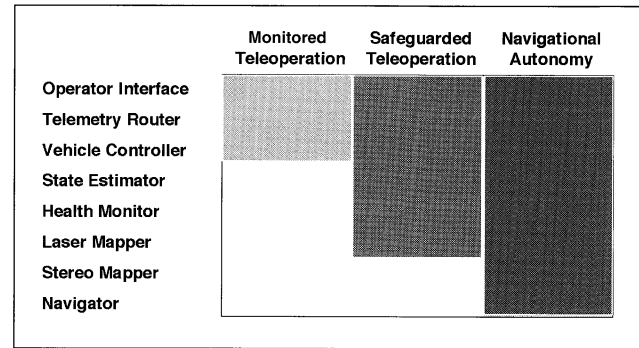 Monitored Teleoperation
Safeguarded Teleoperation
Navigational Autonomy
Operator Interface
Telemetry Router
Vehicle Controller
State Estimator
Health Monitor
Laser Mapper
Stereo Mapper
Navigator